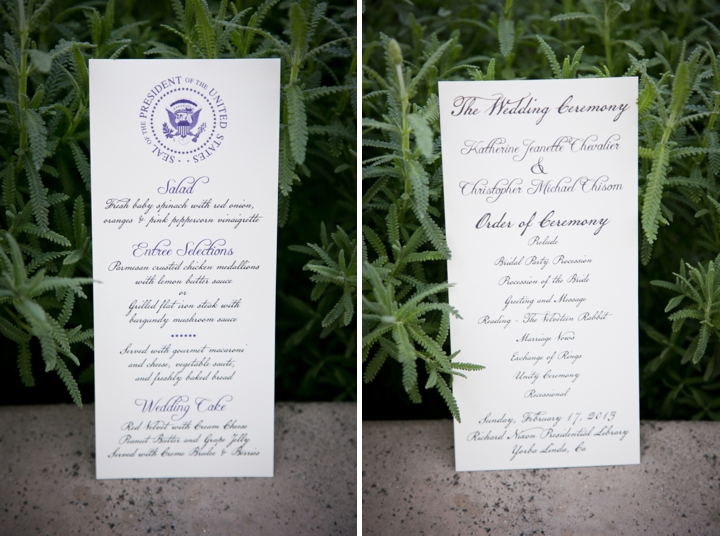 SEAL OF THE PRESIDENT OF THE UNITED STATES
Salad
Fresh baby spinach with red onion,
oranges & pink peppercorn vinaigrette
Entrée Selections
Parmesan crusted chicken medallions
with lemon butter sauce
or
Grilled flat iron steak with
burgundy mushroom sauce
******
Served with gourmet macaroni
and cheese, vegetable sauté,
and freshly baked bread
Wedding Cake
Red Velvet with Cream Cheese
Peanut Butter and Grape Jelly
Served with Creme Brulee & Berries
The Wedding Ceremony
Katherine Jeanette Chevalier
&
Christopher Michael Chisom
Order of Ceremony
Prelude
Bridal Party Procession
Procession of the Bride
Greeting and Message
Reading - The Velveteen Rabbit
Marriage Vows
Exchange of Rings
Unity Ceremony
Recessional
Sunday, February 17, 2013
Richard Nixon Presidential Library
Yorba Linda, Ca